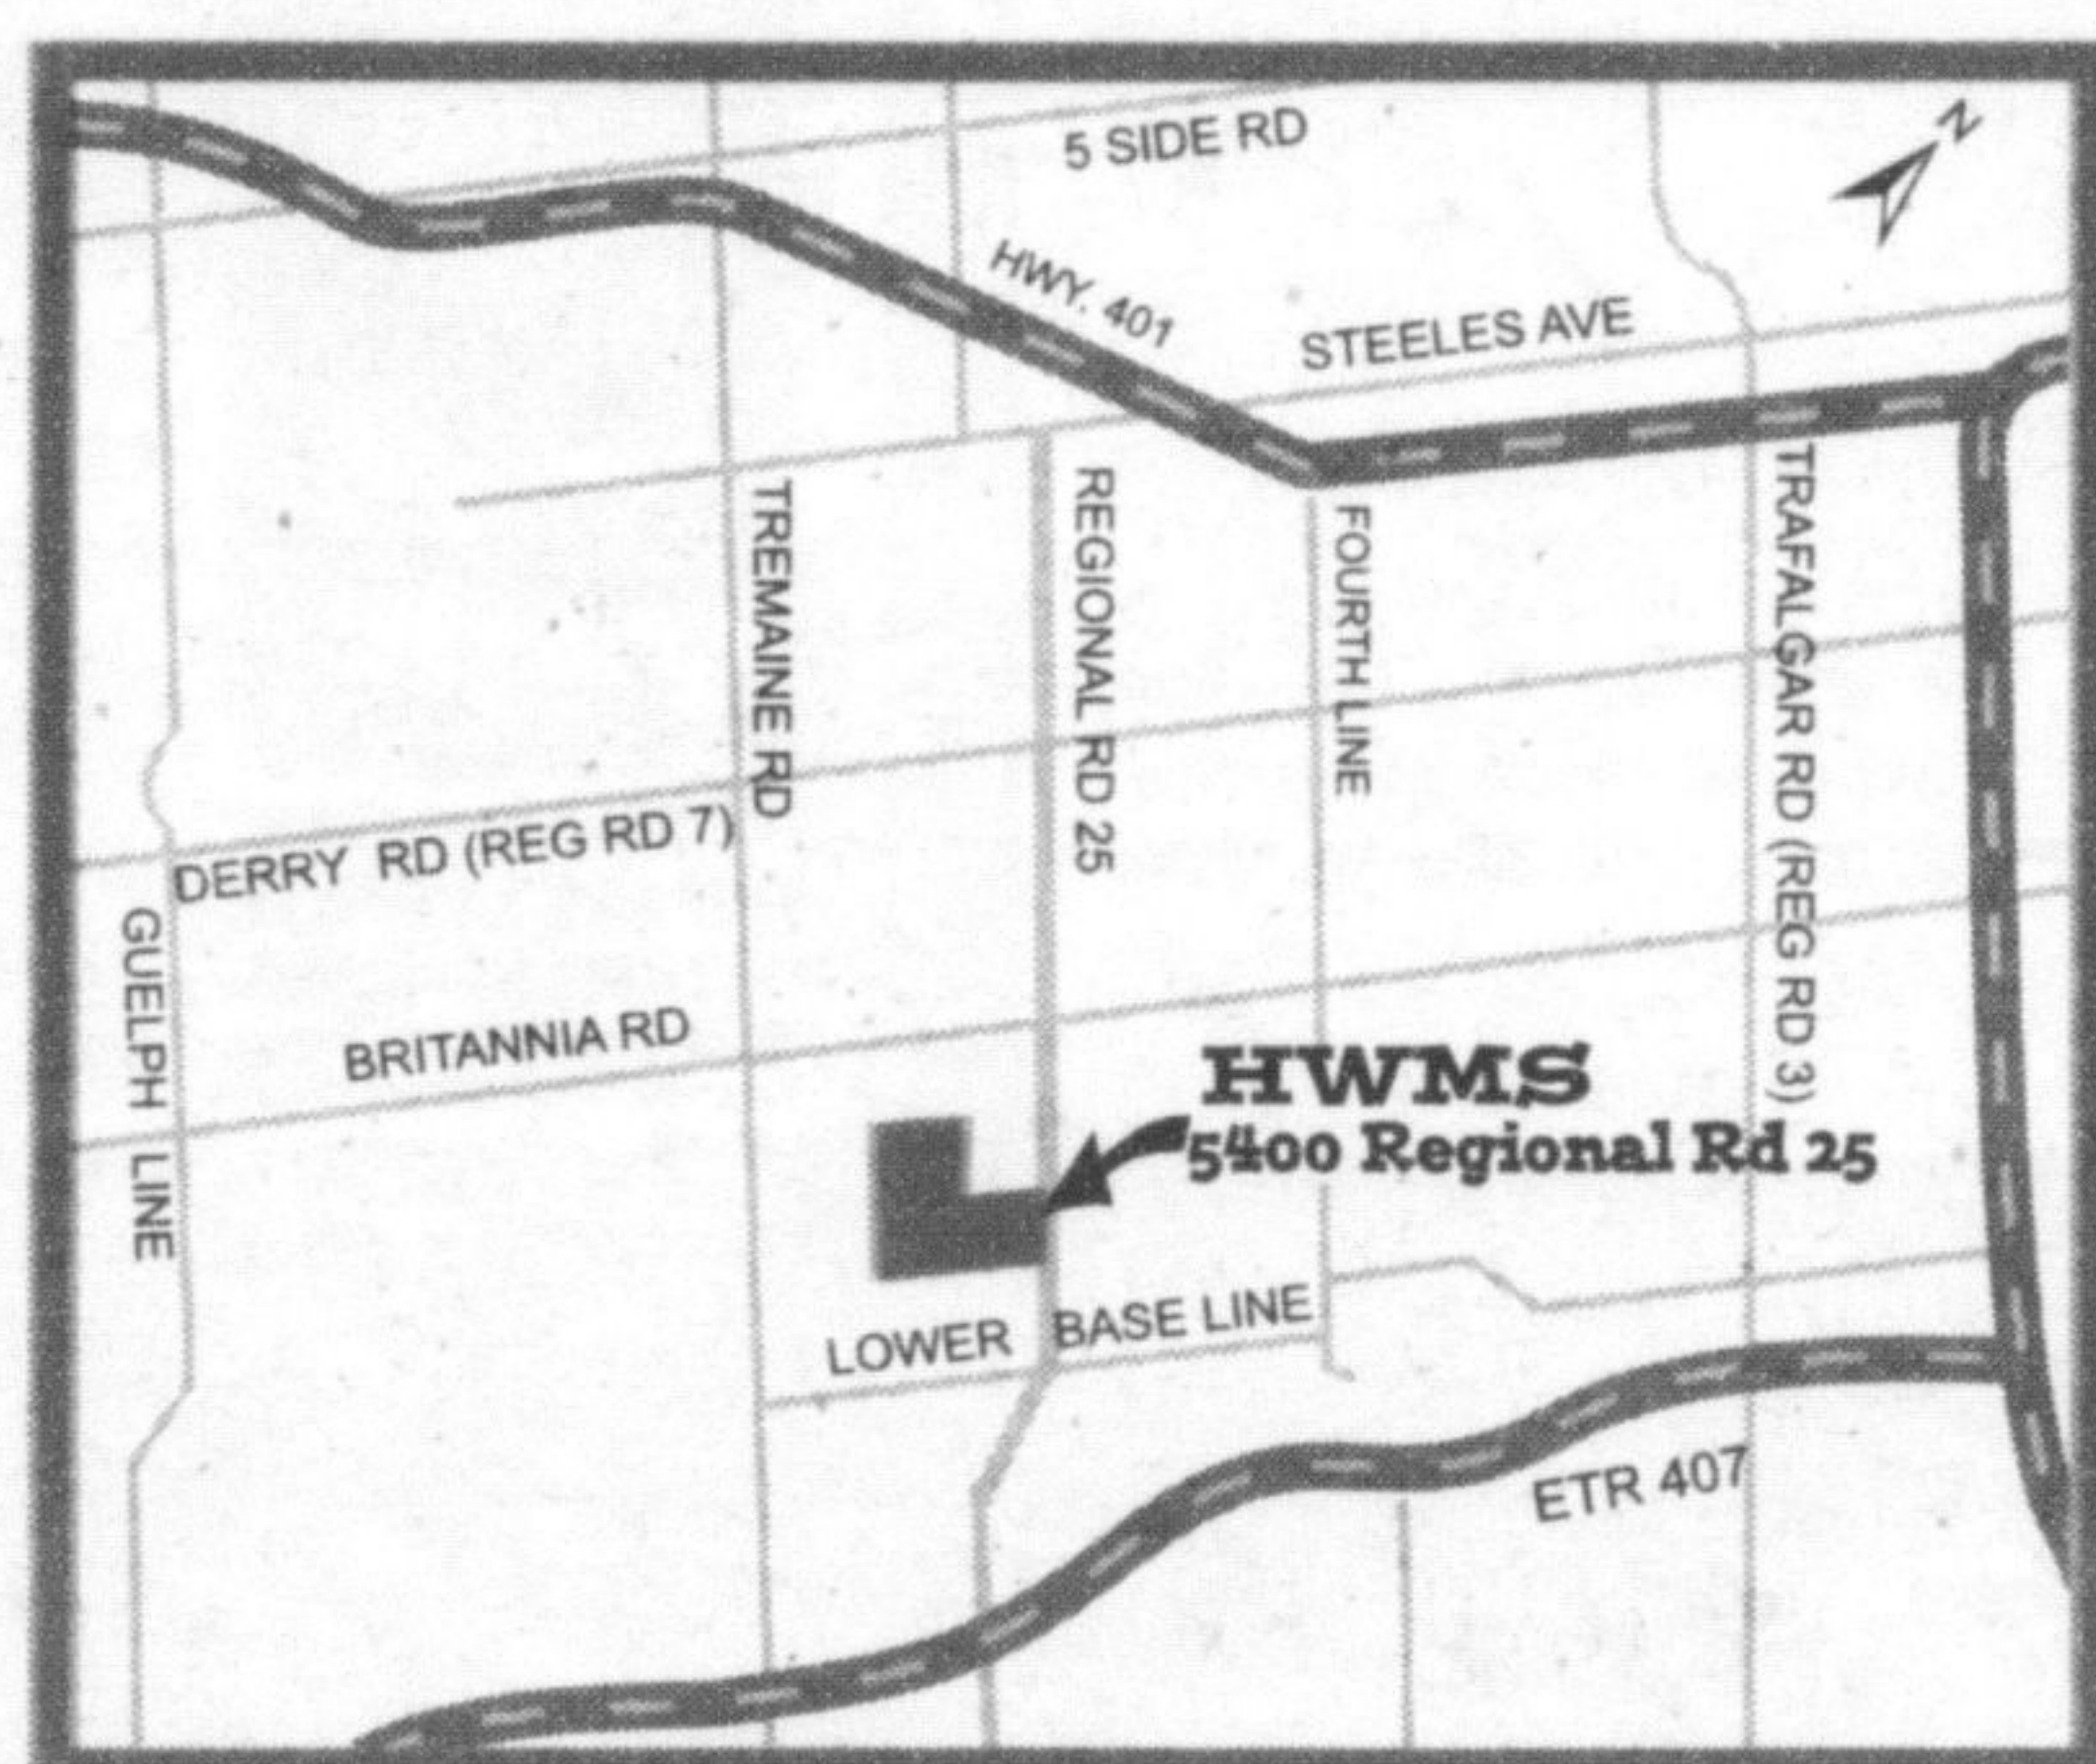 5 SIDE RD
N
HWY. 401
STEELES AVE
TREMAINE RD
REGIONAL RD 25
FOURTH LINE
TRAFALGAR RD (REG RD 3)
DERRY RD (REG RD 7)
GUELPH LINE
BRITANNIA RD
HWMS
5400 Regional Rd 25
LOWER BASE LINE
ETR 407